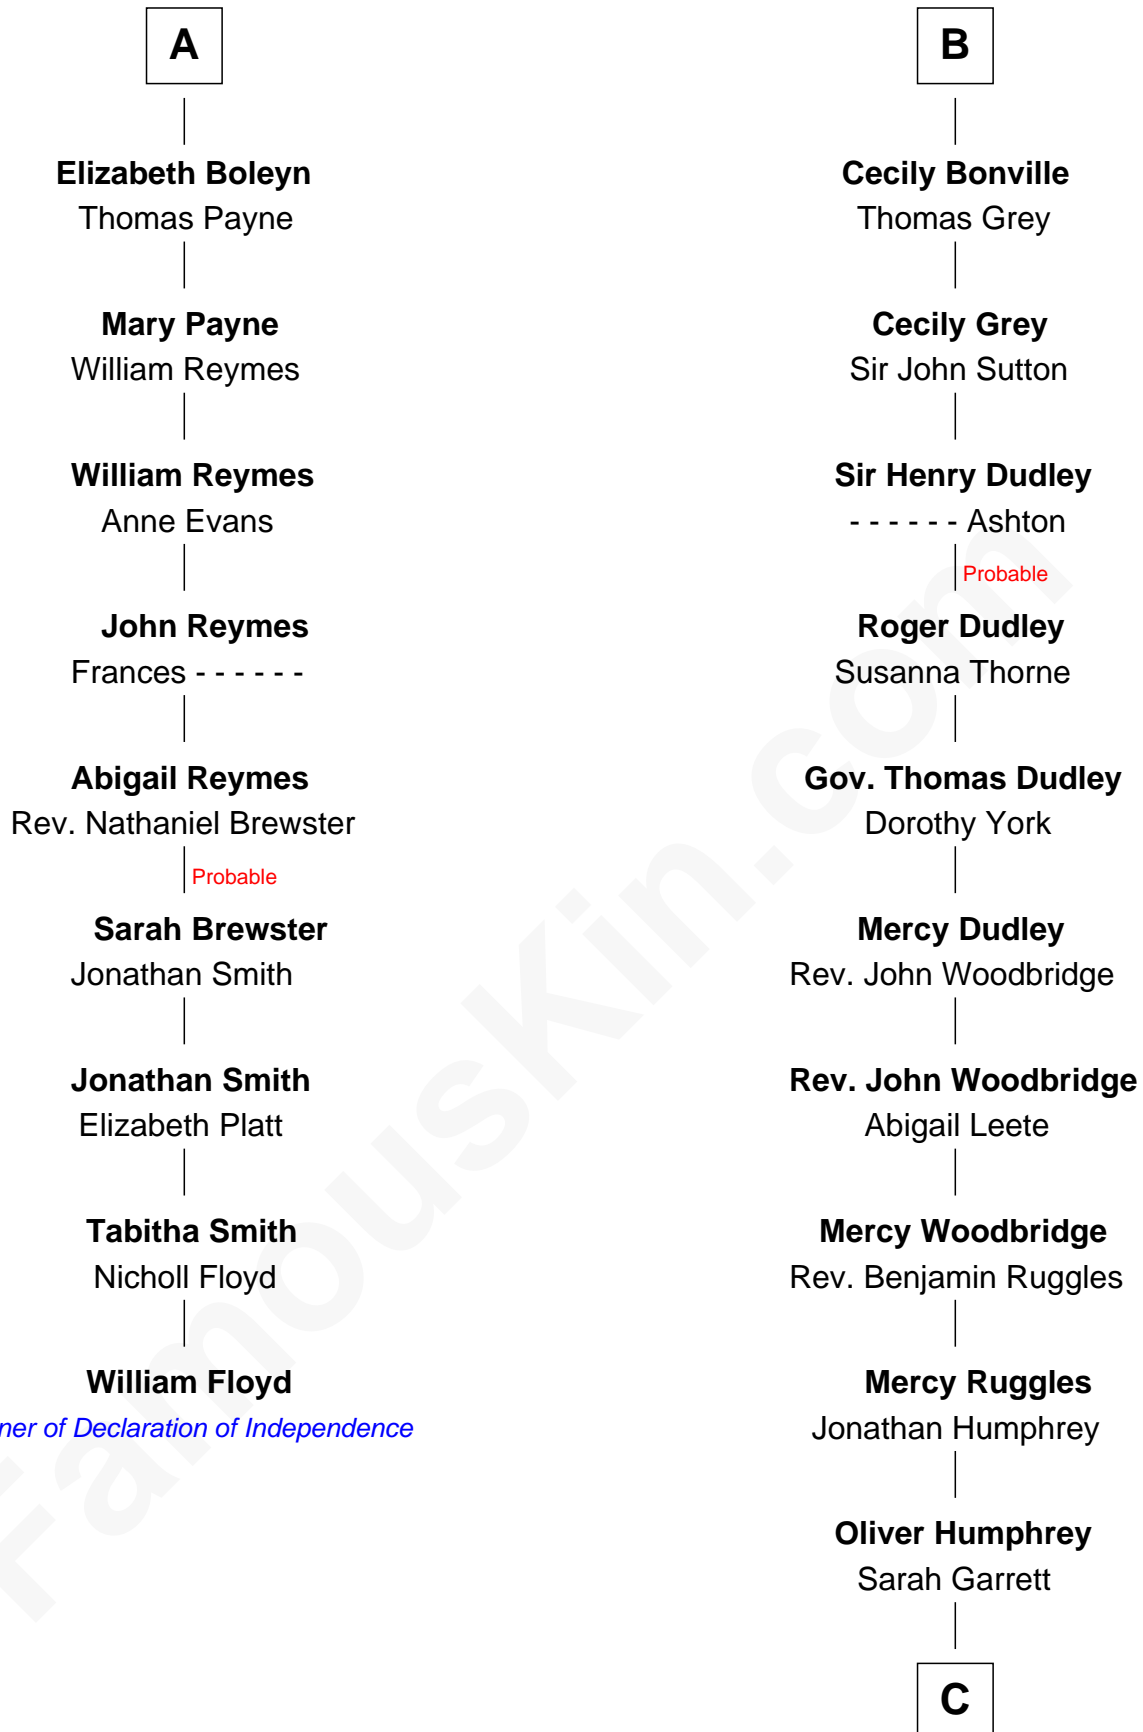 A
Elizabeth Boleyn
Thomas Payne
Mary Payne
William Reymes
William Reymes
Anne Evans
John Reymes
Frances - - - - - -
Abigail Reymes
Rev. Nathaniel Brewster
Probable
Sarah Brewster
Jonathan Smith
Jonathan Smith
Elizabeth Platt
Tabitha Smith
Nicholl Floyd
William Floyd
ner of Declaration of Independence
B
Cecily Bonville
Thomas Grey
Cecily Grey
Sir John Sutton
Sir Henry Dudley
- - - - - - Ashton
Probable
Roger Dudley
Susanna Thorne
Gov. Thomas Dudley
Dorothy York
Mercy Dudley
Rev. John Woodbridge
Rev. John Woodbridge
Abigail Leete
Mercy Woodbridge
Rev. Benjamin Ruggles
Mercy Ruggles
Jonathan Humphrey
Oliver Humphrey
Sarah Garrett
C
FamousKin.com